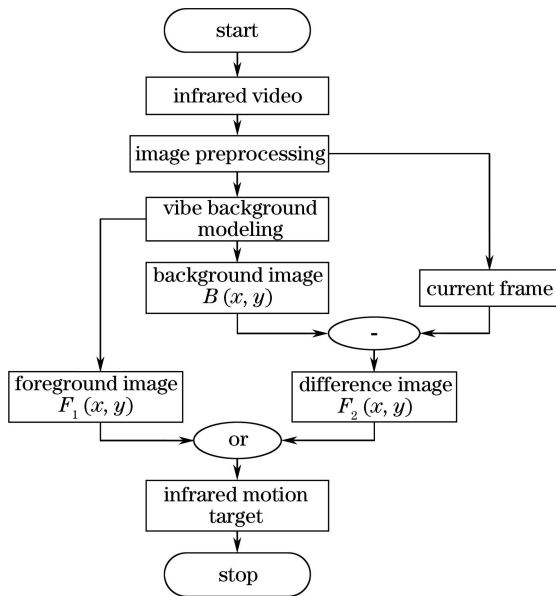 start
infrared video
image preprocessing
vibe background
modeling
background image
B (x, y)
current frame
-
foreground image
F₁ (x, y)
difference image
F₂ (x, y)
or
infrared motion
target
stop